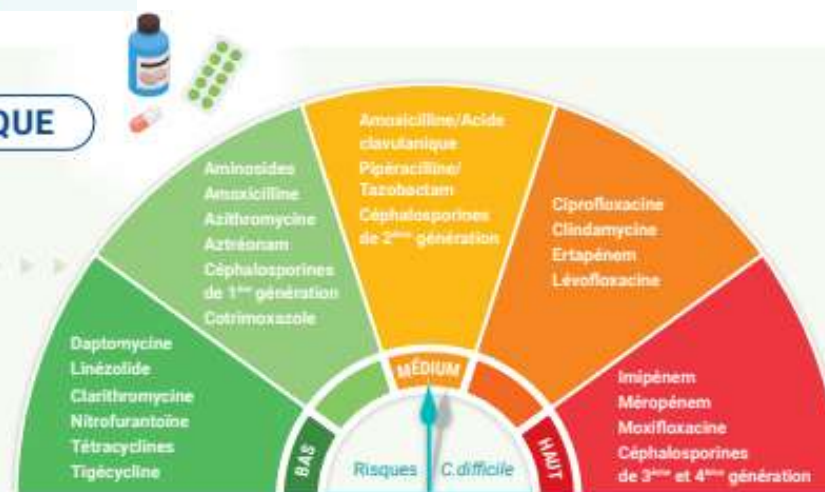 QUE
Amoxicilline/Acide
clavulanique
Pipéracilline/
Tazobactam
Céphalosporines
de 2ème génération
Aminosides
Amoxicilline
Azithromycine
Aztréonam
Céphalosporines
de 1ère génération
Cotrimoxazole
Ciprofloxacine
Clindamycine
Ertapénem
Lévofloxacine
Daptomycine
Linézolide
Clarithromycine
Nitrofurantoïne
Tétracyclines
Tigécycline
Imipénem
Méropénem
Moxifloxacine
Céphalosporines
de 3ème et 4ème génération
BAS
MÉDIUM
HAUT
Risques C.difficile